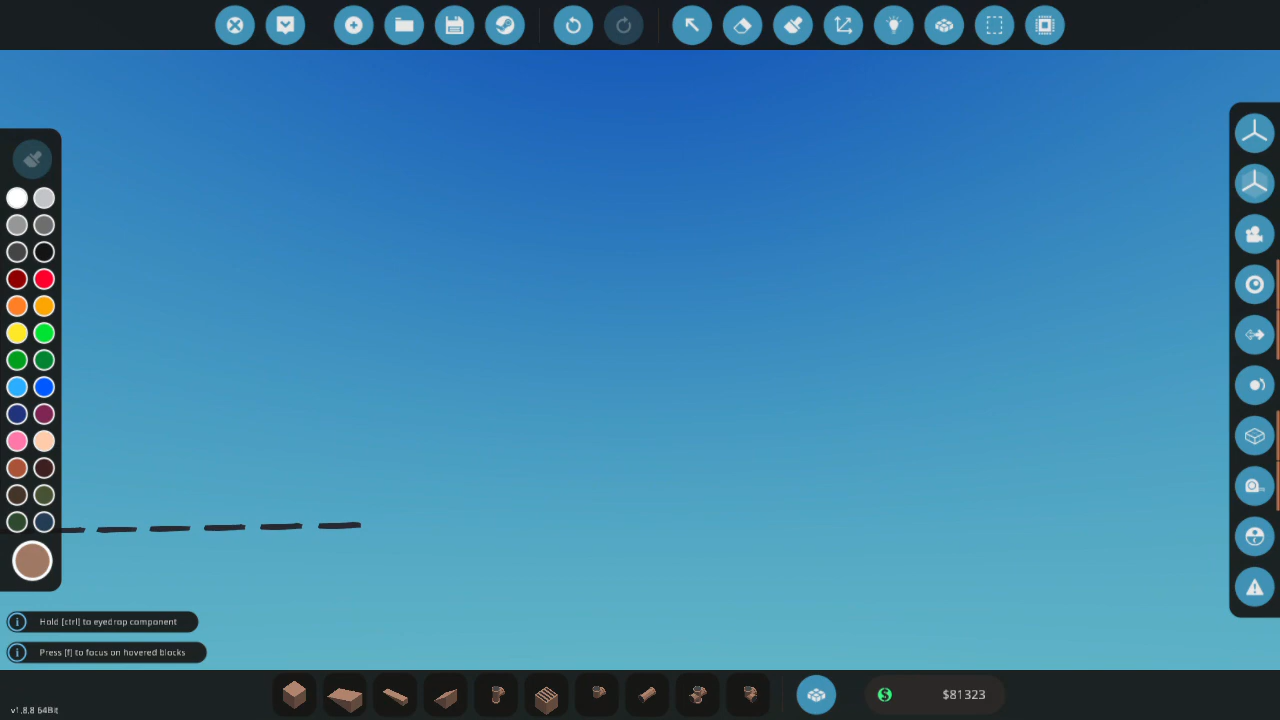 Hold [ctrl] to eyedrop component
Press [f] to focus on hovered blocks
$81323
v1.8.8 64Bit